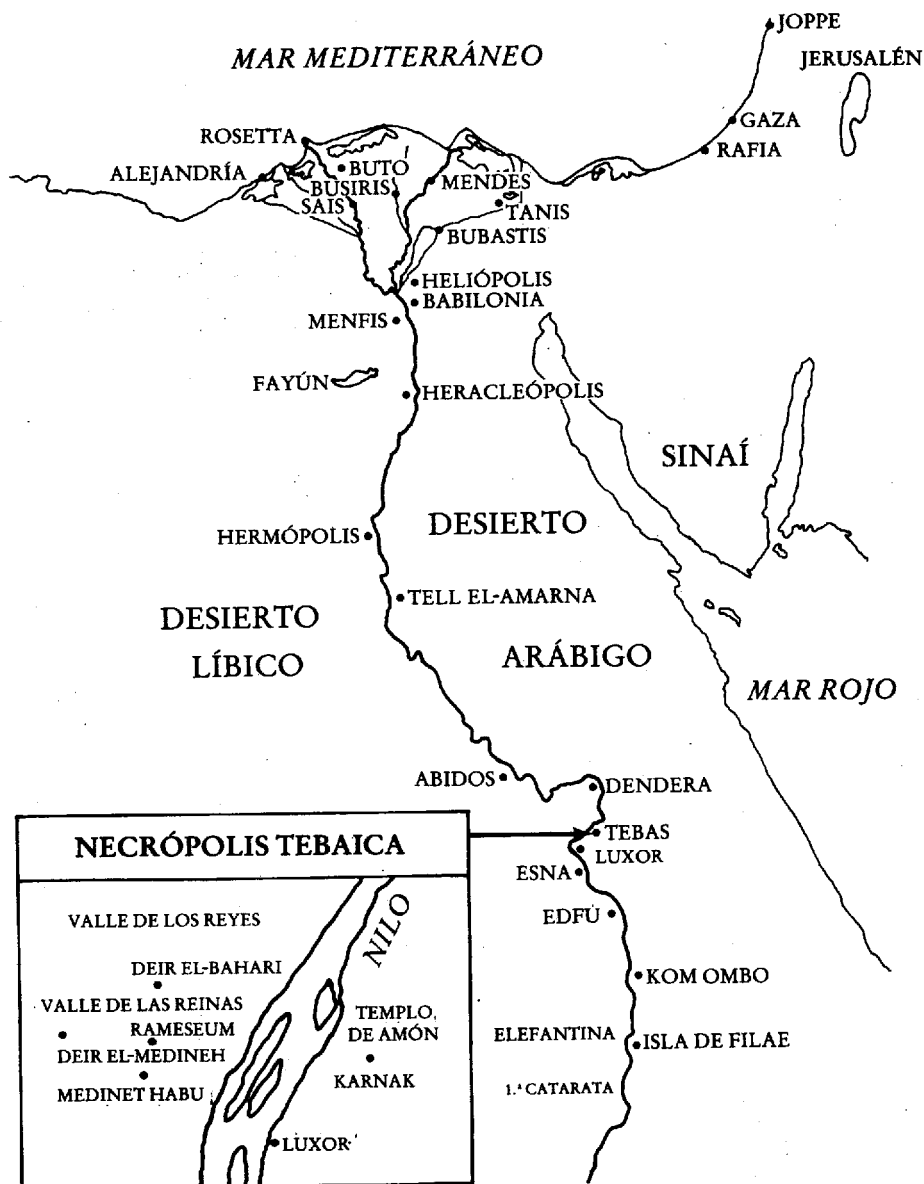 JOPPE
MAR MEDITERRÁNEO
JERUSALÉN
GAZA
ROSETTA
RAFIA
BUTO
ALEJANDRÍA
MENDES
BUSIRIS
SAIS
TANIS
BUBASTIS
HELIÓPOLIS
BABILONIA
MENFIS
FAYÚN
HERACLEÓPOLIS
SINAÍ
DESIERTO
HERMÓPOLIS
TELL EL-AMARNA
DESIERTO
LÍBICO
ARÁBIGO
MAR ROJO
ABIDOS
DENDERA
TEBAS
LUXOR
ESNA
EDFÚ
KOM OMBO
ELEFANTINA
ISLA DE FILAE
1.ª CATARATA
NECRÓPOLIS TEBAICA
VALLE DE LOS REYES
NILO
DEIR EL-BAHARI
VALLE DE LAS REINAS
RAMESEUM
TEMPLO
DE AMÓN
DEIR EL-MEDINEH
KARNAK
MEDINET HABU
LUXOR